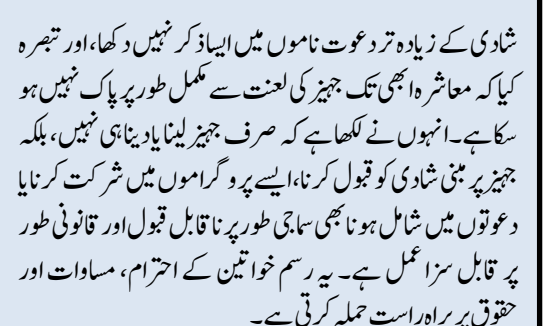 شادی کے زیادہ تر دعوت ناموں میں ایسا ذکر نہیں دکھا، اور تبصرہ
کیا کہ معاشرہ ابھی تک جہیز کی لعنت سے مکمل طور پر پاک نہیں ہو
سکا ہے۔ انہوں نے لکھا ہے کہ صرف جہیز لینا یا دینا ہی نہیں، بلکہ
جہیز پر مبنی شادی کو قبول کرنا، ایسے پروگراموں میں شرکت کرنا یا
دعوتوں میں شامل ہونا بھی سماجی طور پر ناقابل قبول اور قانونی طور
پر قابل سزا عمل ہے۔ یہ رسم خواتین کے احترام، مساوات اور
حقوق پر براہ راست حملہ کرتی ہے۔